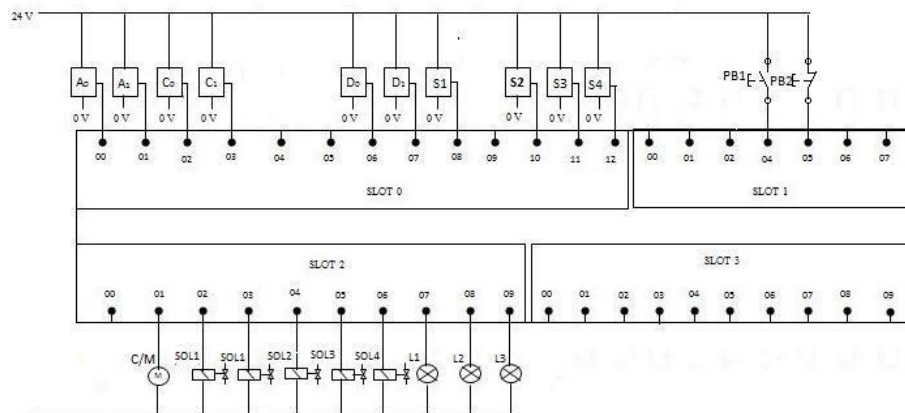 24 V
A0 A1 C0 C1 D0 D1 S1 S2 S3 S4 PB1 PB2
0 V 0 V 0 V 0 V 0 V 0 V 0 V 0 V 0 V 0 V
00 01 02 03 04 05 06 07 08 09 10 11 12 00 01 02 04 05 06 07
SLOT 0 SLOT 1
SLOT 2 SLOT 3
00 01 02 03 04 05 06 07 08 09 00 01 02 03 04 05 06 07 08 09
C/M SOL1 SOL1 SOL2 SOL3 SOL4 L1 L2 L3
M